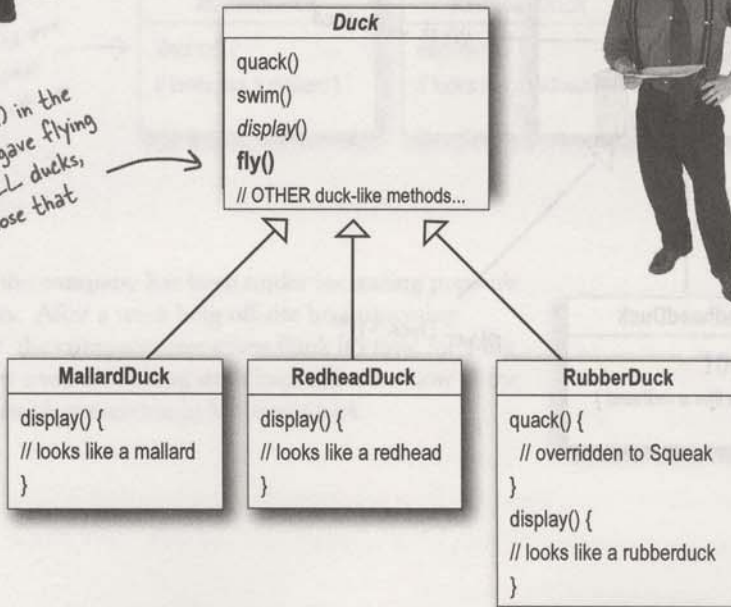 ) in the
gave flying
LL ducks,
ose that
Duck
quack()
swim()
display()
fly()
// OTHER duck-like methods...
MallardDuck
display() {
// looks like a mallard
}
RedheadDuck
display() {
// looks like a redhead
}
RubberDuck
quack() {
// overridden to Squeak
}
display() {
// looks like a rubberduck
}